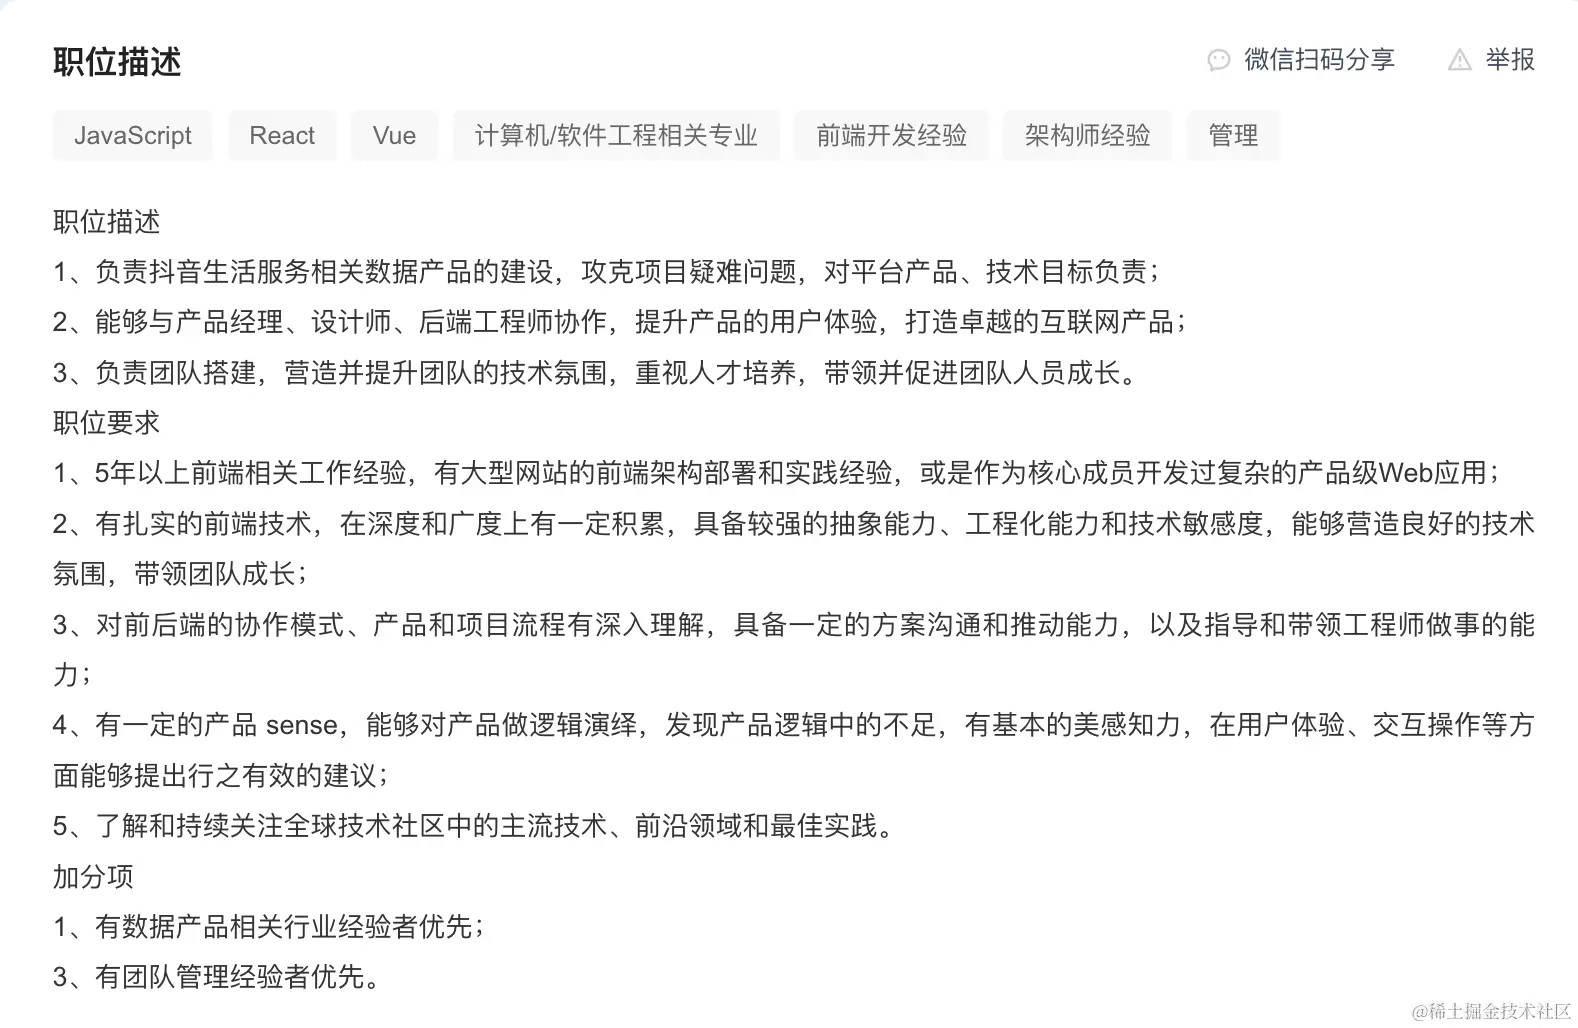 职位描述
微信扫码分享 举报
JavaScript React Vue 计算机/软件工程相关专业 前端开发经验 架构师经验 管理
职位描述
1、负责抖音生活服务相关数据产品的建设，攻克项目疑难问题，对平台产品、技术目标负责；
2、能够与产品经理、设计师、后端工程师协作，提升产品的用户体验，打造卓越的互联网产品；
3、负责团队搭建，营造并提升团队的技术氛围，重视人才培养，带领并促进团队人员成长。
职位要求
1、5年以上前端相关工作经验，有大型网站的前端架构部署和实践经验，或是作为核心成员开发过复杂的产品级Web应用；
2、有扎实的前端技术，在深度和广度上有一定积累，具备较强的抽象能力、工程化能力和技术敏感度，能够营造良好的技术
氛围，带领团队成长；
3、对前后端的协作模式、产品和项目流程有深入理解，具备一定的方案沟通和推动能力，以及指导和带领工程师做事的能
力；
4、有一定的产品 sense，能够对产品做逻辑演绎，发现产品逻辑中的不足，有基本的美感知力，在用户体验、交互操作等方
面能够提出行之有效的建议；
5、了解和持续关注全球技术社区中的主流技术、前沿领域和最佳实践。
加分项
1、有数据产品相关行业经验者优先；
3、有团队管理经验者优先。
@稀土掘金技术社区